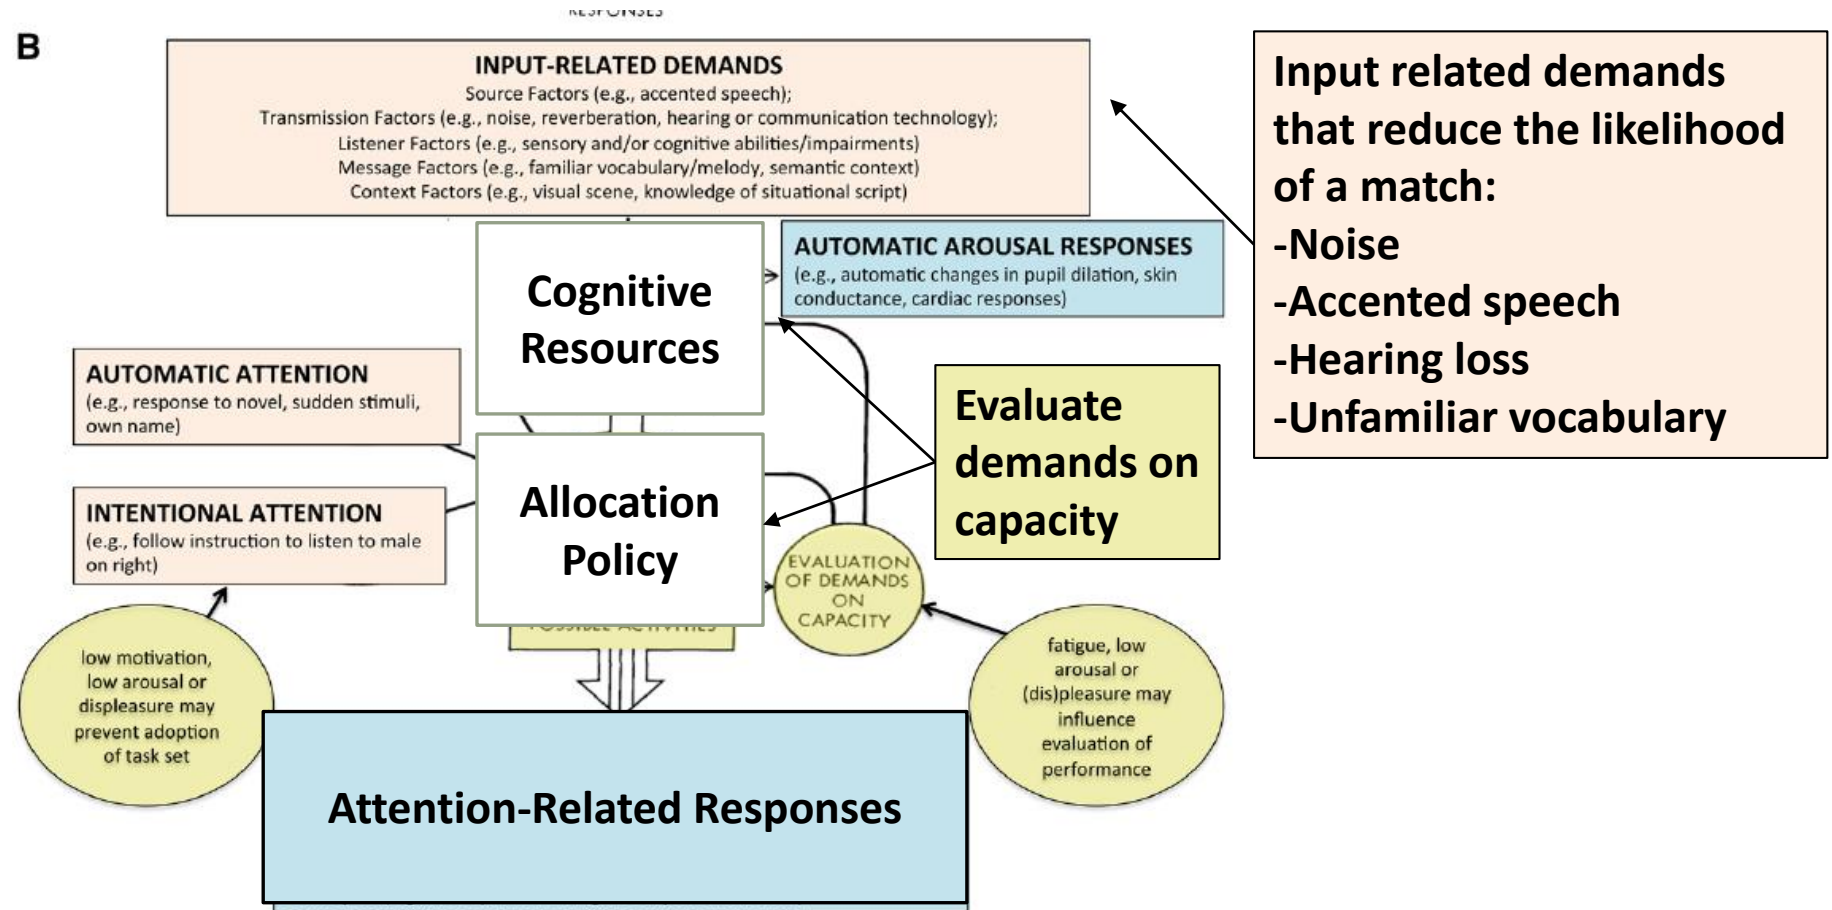 RESPONSES
B
INPUT-RELATED DEMANDS
Source Factors (e.g., accented speech);
Transmission Factors (e.g., noise, reverberation, hearing or communication technology);
Listener Factors (e.g., sensory and/or cognitive abilities/impairments)
Message Factors (e.g., familiar vocabulary/melody, semantic context)
Context Factors (e.g., visual scene, knowledge of situational script)
Input related demands
that reduce the likelihood
of a match:
-Noise
-Accented speech
-Hearing loss
-Unfamiliar vocabulary
Cognitive
Resources
AUTOMATIC AROUSAL RESPONSES
(e.g., automatic changes in pupil dilation, skin
conductance, cardiac responses)
AUTOMATIC ATTENTION
(e.g., response to novel, sudden stimuli,
own name)
Evaluate
demands on
capacity
Allocation
Policy
INTENTIONAL ATTENTION
(e.g., follow instruction to listen to male
on right)
EVALUATION
OF DEMANDS
ON
CAPACITY
POSSIBLE ACTIVITIES
low motivation,
low arousal or
displeasure may
prevent adoption
of task set
fatigue, low
arousal or
(dis)pleasure may
influence
evaluation of
performance
Attention-Related Responses